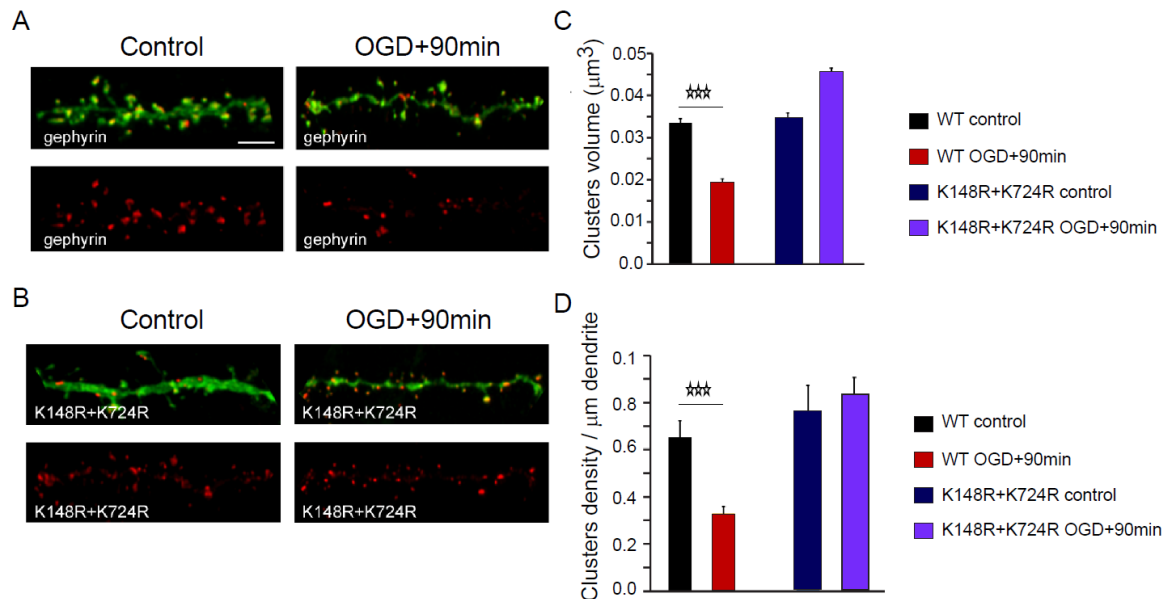 A
Control
OGD+90min
gephyrin
gephyrin
gephyrin
gephyrin
B
Control
OGD+90min
K148R+K724R
K148R+K724R
K148R+K724R
K148R+K724R
C
Clusters volume (μm³)
0.05
0.04
0.03
0.02
0.01
0.0
WT control
WT OGD+90min
K148R+K724R control
K148R+K724R OGD+90min
D
Clusters density / μm dendrite
0.1
0.8
0.6
0.4
0.2
0.0
WT control
WT OGD+90min
K148R+K724R control
K148R+K724R OGD+90min